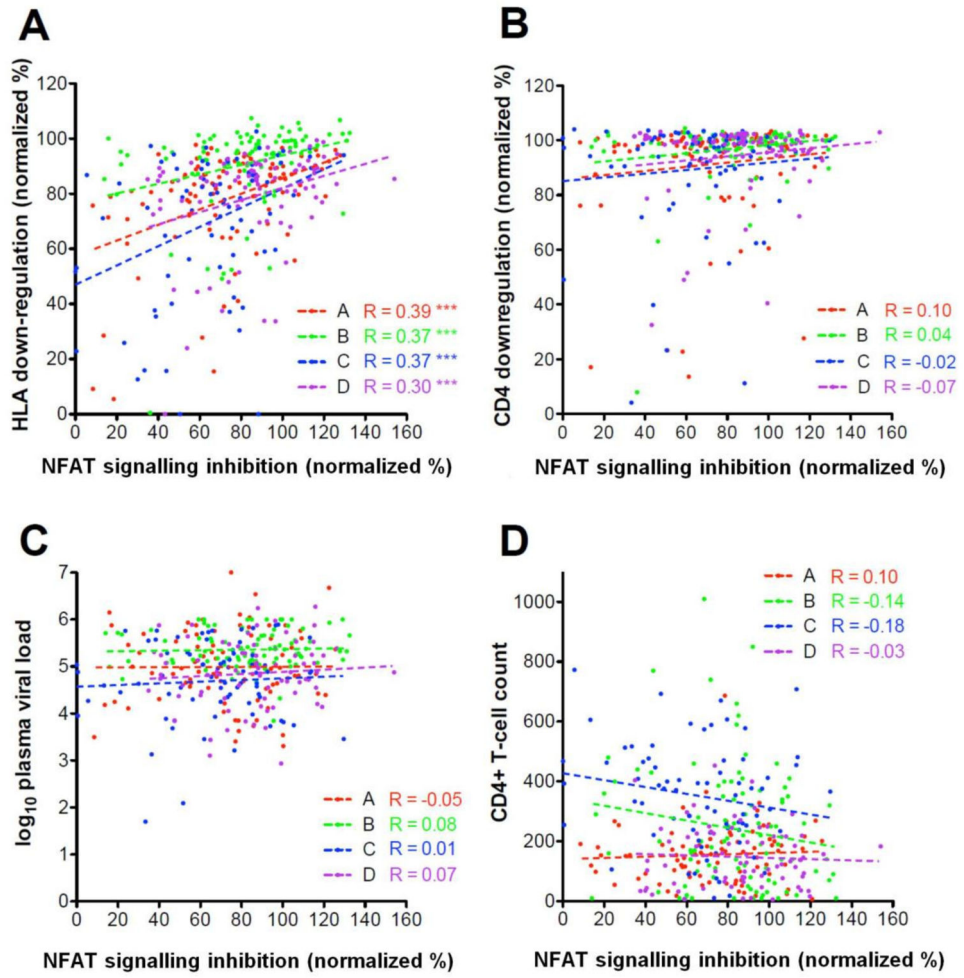 A
B
HLA down-regulation (normalized %)
120
100
80
60
40
20
0
A R = 0.39 ***
B R = 0.37 ***
C R = 0.37 ***
D R = 0.30 ***
0 20 40 60 80 100 120 140 160
NFAT signalling inhibition (normalized %)
CD4 downregulation (normalized %)
120
100
80
60
40
20
0
A R = 0.10
B R = 0.04
C R = -0.02
D R = -0.07
0 20 40 60 80 100 120 140 160
NFAT signalling inhibition (normalized %)
C
D
log10 plasma viral load
7
6
5
4
3
2
1
0
A R = -0.05
B R = 0.08
C R = 0.01
D R = 0.07
0 20 40 60 80 100 120 140 160
NFAT signalling inhibition (normalized %)
CD4+ T-cell count
1000
800
600
400
200
0
A R = 0.10
B R = -0.14
C R = -0.18
D R = -0.03
0 20 40 60 80 100 120 140 160
NFAT signalling inhibition (normalized %)